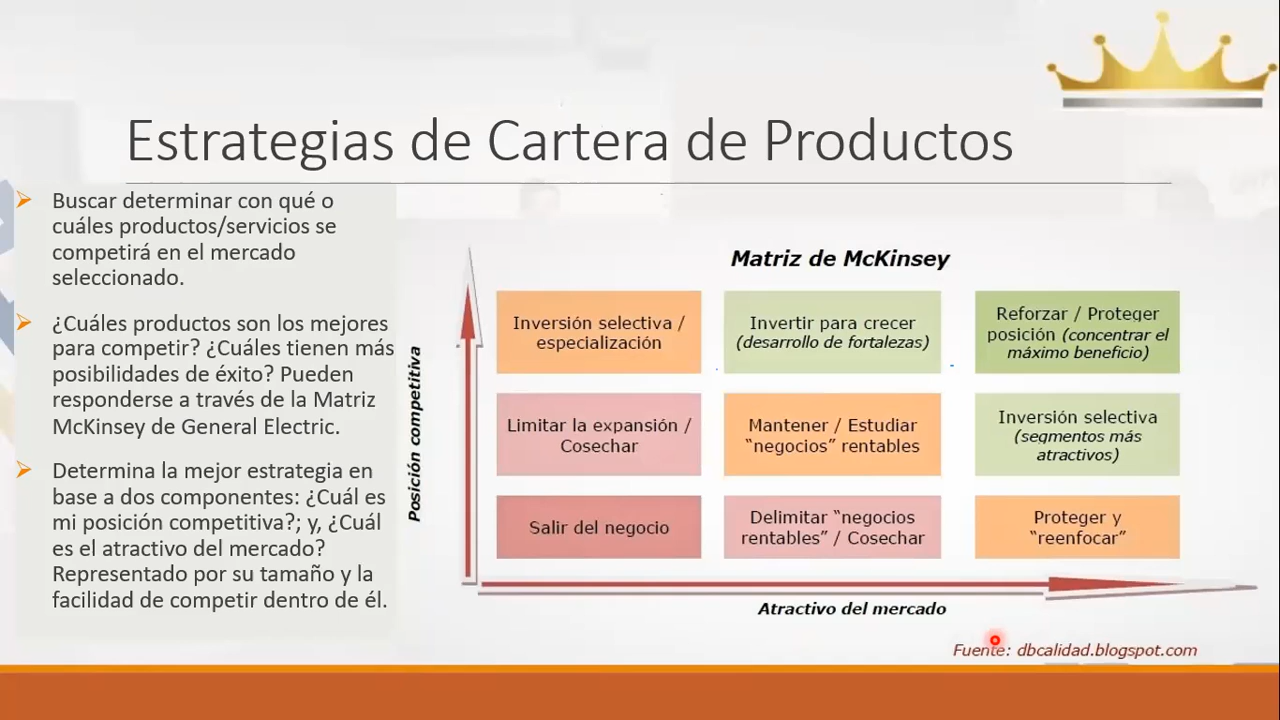 Estrategias de Cartera de Productos
Buscar determinar con qué o
cuáles productos/servicios se
competirá en el mercado
seleccionado.
¿Cuáles productos son los mejores
para competir? ¿Cuáles tienen más
posibilidades de éxito? Pueden
responderse a través de la Matriz
McKinsey de General Electric.
Determina la mejor estrategia en
base a dos componentes: ¿Cuál es
mi posición competitiva?; y, ¿Cuál
es el atractivo del mercado?
Representado por su tamaño y la
facilidad de competir dentro de él.
Matriz de McKinsey
Posición competitiva
Inversión selectiva /
especialización
Invertir para crecer
(desarrollo de fortalezas)
Reforzar / Proteger
posición (concentrar el
máximo beneficio)
Limitar la expansión /
Cosechar
Mantener / Estudiar
“negocios” rentables
Inversión selectiva
(segmentos más
atractivos)
Salir del negocio
Delimitar “negocios
rentables” / Cosechar
Proteger y
“reenfocar”
Atractivo del mercado
Fuente: dbcalidad.blogspot.com